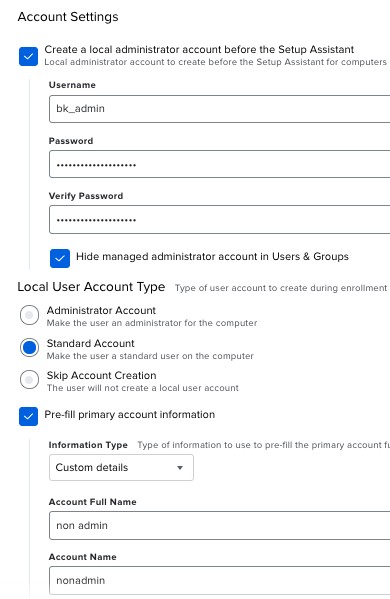 Account Settings
Create a local administrator account before the Setup Assistant
Local administrator account to create before the Setup Assistant for computers
Username
bk_admin
Password
••••••••••••••••••••
Verify Password
••••••••••••••••••••
Hide managed administrator account in Users & Groups
Local User Account Type Type of user account to create during enrollment
Administrator Account
Make the user an administrator for the computer
Standard Account
Make the user a standard user on the computer
Skip Account Creation
The user will not create a local user account
Pre-fill primary account information
Information Type Type of information to use to pre-fill the primary account
Custom details
Account Full Name
non admin
Account Name
nonadmin